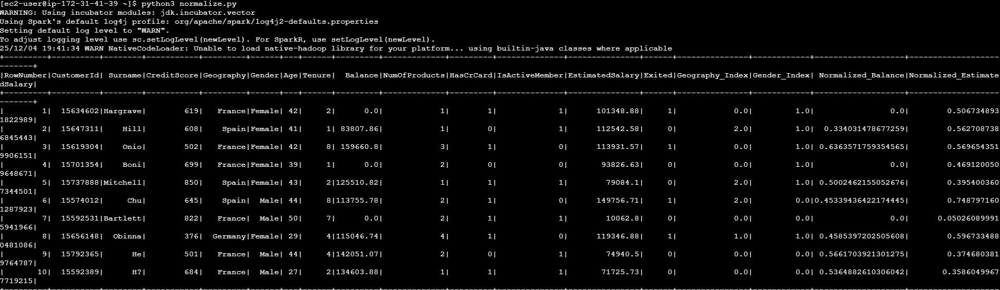 [ec2-user@ip-172-31-41-39 ~]$ python3 normalize.py
WARNING: Using incubator modules: jdk.incubator.vector
Using Spark's default log4j profile: org/apache/spark/log4j2-defaults.properties
Setting default log level to "WARN".
To adjust logging level use sc.setLogLevel(newLevel). For SparkR, use setLogLevel(newLevel).
25/12/04 19:41:34 WARN NativeCodeLoader: Unable to load native-hadoop library for your platform... using builtin-java classes where applicable
+---------+----------+--------+-----------+---------+------+---+------+---------+-------------+---------+--------------+---------------+------+---------------+------------+-------------------+-------------------
-------+
|RowNumber|CustomerId| Surname|CreditScore|Geography|Gender|Age|Tenure|  Balance|NumOfProducts|HasCrCard|IsActiveMember|EstimatedSalary|Exited|Geography_Index|Gender_Index| Normalized_Balance|Normalized_Estimate
dSalary|
+---------+----------+--------+-----------+---------+------+---+------+---------+-------------+---------+--------------+---------------+------+---------------+------------+-------------------+-------------------
-------+
|        1|  15634602|Hargrave|        619|   France|Female| 42|     2|      0.0|            1|        1|             1|      101348.88|     1|            0.0|         1.0|                0.0|        0.506734893
1822989|
|        2|  15647311|    Hill|        608|    Spain|Female| 41|     1| 83807.86|            1|        0|             1|      112542.58|     0|            2.0|         1.0|  0.334031478677259|        0.562708738
6845443|
|        3|  15619304|    Onio|        502|   France|Female| 42|     8| 159660.8|            3|        1|             0|      113931.57|     1|            0.0|         1.0| 0.6363571759354565|        0.569654351
9906151|
|        4|  15701354|    Boni|        699|   France|Female| 39|     1|      0.0|            2|        0|             0|       93826.63|     0|            0.0|         1.0|                0.0|        0.469120050
9648671|
|        5|  15737888|Mitchell|        850|    Spain|Female| 43|     2|125510.82|            1|        1|             1|        79084.1|     0|            2.0|         1.0| 0.5002462155052676|        0.395400360
7344501|
|        6|  15574012|     Chu|        645|    Spain|  Male| 44|     8|113755.78|            2|        1|             0|      149756.71|     1|            2.0|         0.0|0.45339436422174445|        0.748797160
1287923|
|        7|  15592531|Bartlett|        822|   France|  Male| 50|     7|      0.0|            2|        1|             1|        10062.8|     0|            0.0|         0.0|                0.0|      0.05026089991
5941966|
|        8|  15656148|  Obinna|        376|  Germany|Female| 29|     4|115046.74|            4|        1|             0|      119346.88|     1|            1.0|         1.0| 0.4585397202505608|        0.596733488
0481086|
|        9|  15792365|      He|        501|   France|  Male| 44|     4|142051.07|            2|        0|             1|        74940.5|     0|            0.0|         0.0| 0.5661703921301275|        0.374680381
9764787|
|       10|  15592389|      H?|        684|   France|  Male| 27|     2|134603.88|            1|        1|             1|       71725.73|     0|            0.0|         0.0| 0.5364882610306042|       0.3586049967
7719215|
+---------+----------+--------+-----------+---------+------+---+------+---------+-------------+---------+--------------+---------------+------+---------------+------------+-------------------+-------------------